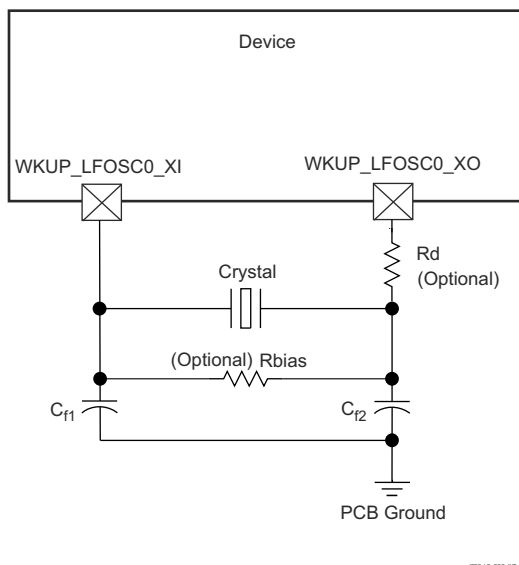 Device
WKUP_LFOSC0_XI
WKUP_LFOSC0_XO
Rd
(Optional)
Crystal
(Optional) Rbias
Cf1
Cf2
PCB Ground